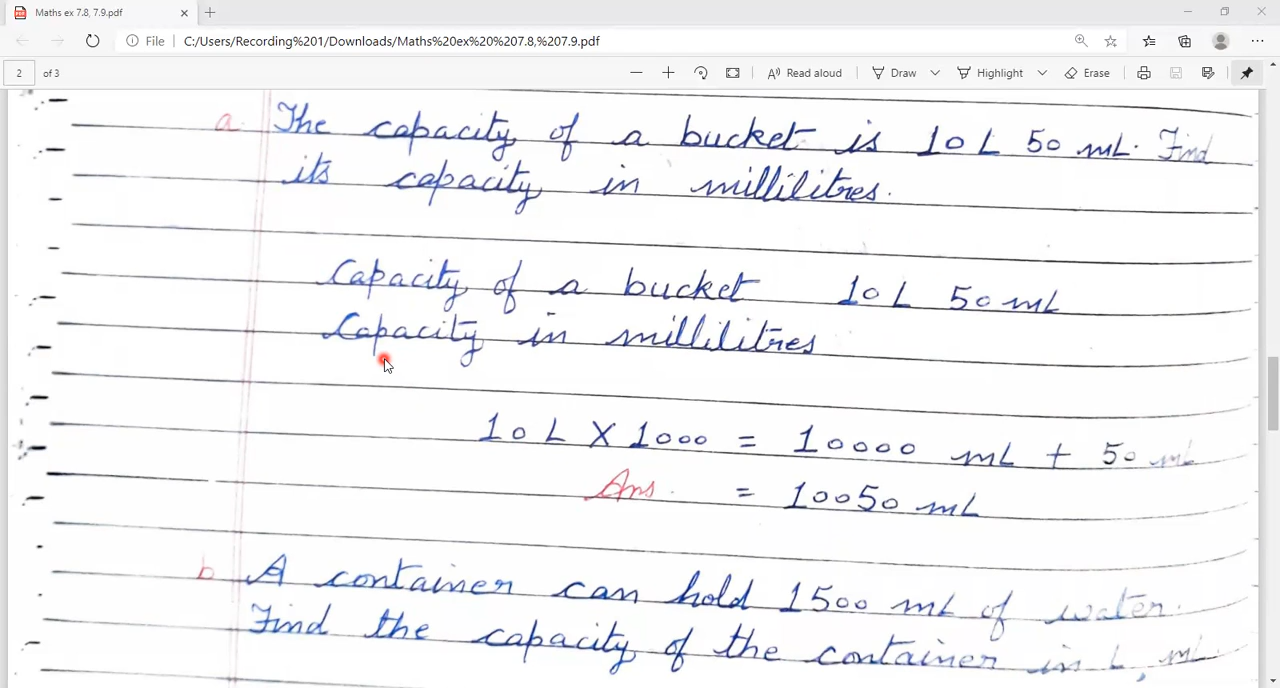 Maths ex 7.8, 7.9.pdf
File C:/Users/Recording%201/Downloads/Maths%20ex%20%207.8,%207.9.pdf
2 of 3 Read aloud Draw Highlight Erase
a. The capacity of a bucket is 10 L 50 mL. Find
its capacity in millilitres.
Capacity of a bucket 10 L 50 mL
Capacity in millilitres
10 L X 1000 = 10000 mL + 50 mL
Ans. = 10050 mL
b A container can hold 1500 mL of water.
Find the capacity of the container in L, mL.